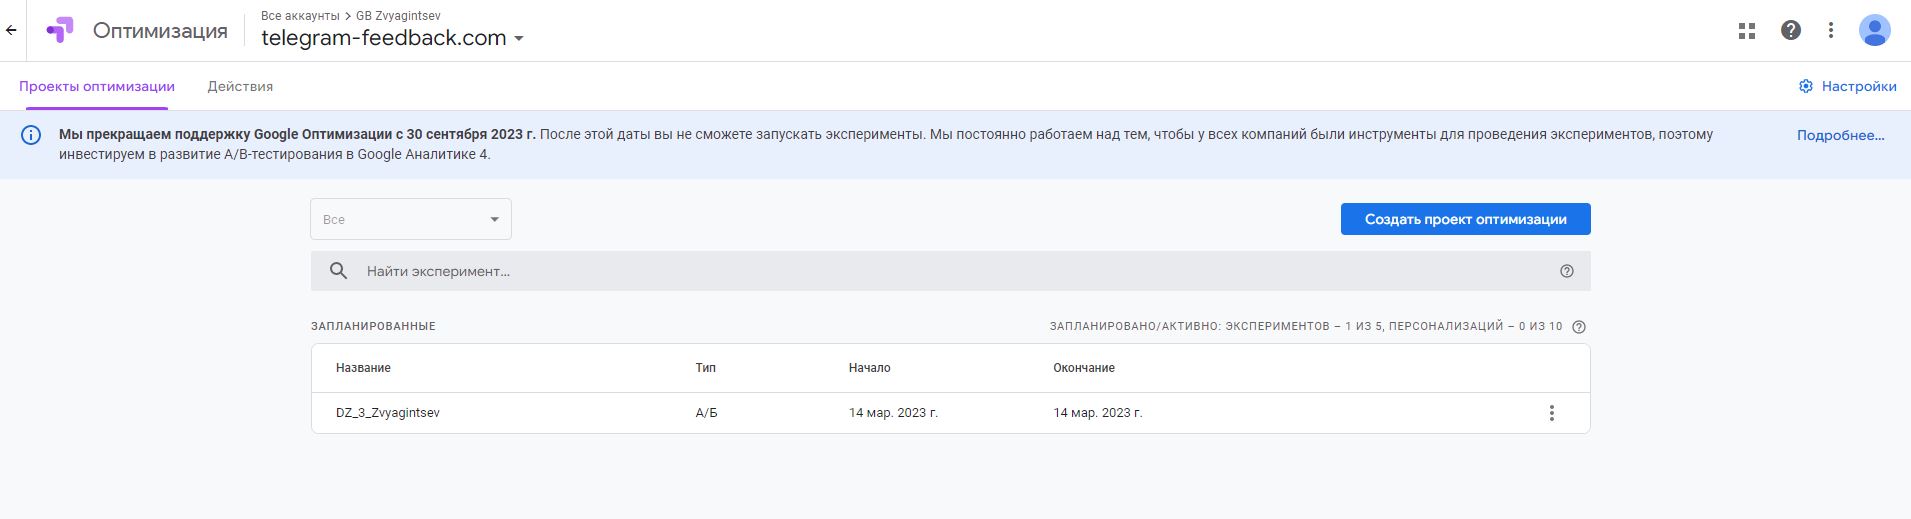 Оптимизация
Все аккаунты > GB Zvyagintsev
telegram-feedback.com
Проекты оптимизации
Действия
Настройки
Мы прекращаем поддержку Google Оптимизации с 30 сентября 2023 г. После этой даты вы не сможете запускать эксперименты. Мы постоянно работаем над тем, чтобы у всех компаний были инструменты для проведения экспериментов, поэтому
инвестируем в развитие A/B-тестирования в Google Аналитике 4.
Подробнее...
Все
Создать проект оптимизации
Найти эксперимент...
ЗАПЛАНИРОВАННЫЕ
ЗАПЛАНИРОВАНО/АКТИВНО: ЭКСПЕРИМЕНТОВ – 1 ИЗ 5, ПЕРСОНАЛИЗАЦИЙ – 0 ИЗ 10
Название Тип Начало Окончание
DZ_3_Zvyagintsev А/Б 14 мар. 2023 г. 14 мар. 2023 г.